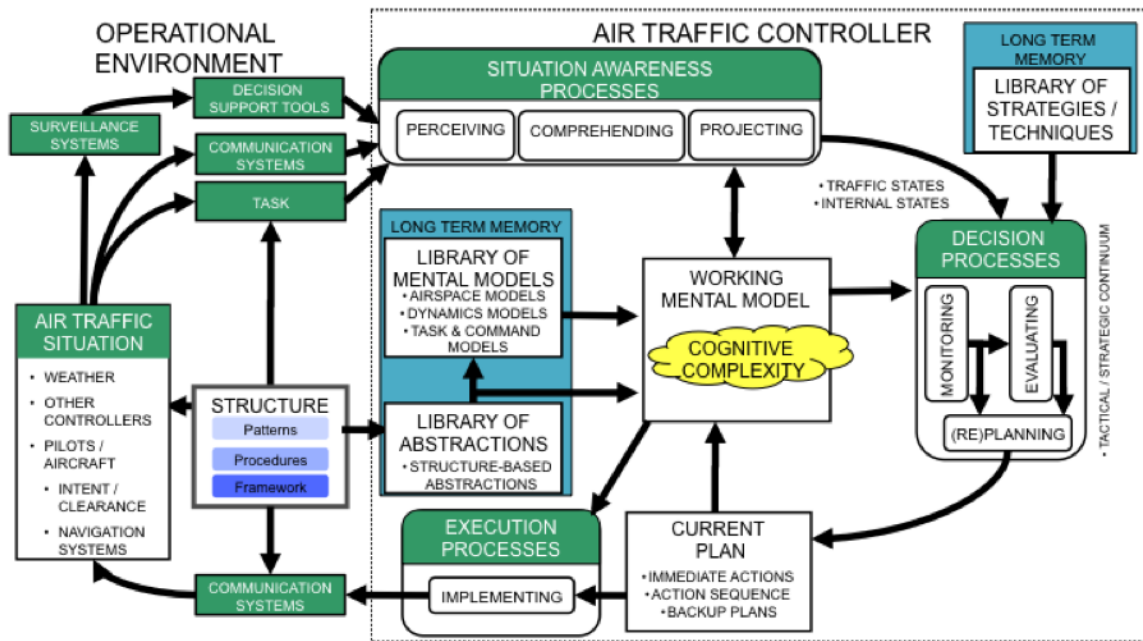 OPERATIONAL
ENVIRONMENT
SURVEILLANCE
SYSTEMS
DECISION
SUPPORT TOOLS
COMMUNICATION
SYSTEMS
TASK
AIR TRAFFIC
SITUATION
• WEATHER
• OTHER
CONTROLLERS
• PILOTS /
AIRCRAFT
• INTENT /
CLEARANCE
• NAVIGATION
SYSTEMS
STRUCTURE
Patterns
Procedures
Framework
COMMUNICATION
SYSTEMS
AIR TRAFFIC CONTROLLER
SITUATION AWARENESS
PROCESSES
PERCEIVING
COMPREHENDING
PROJECTING
LONG TERM
MEMORY
LIBRARY OF
STRATEGIES /
TECHNIQUES
• TRAFFIC STATES
• INTERNAL STATES
LONG TERM MEMORY
LIBRARY OF
MENTAL MODELS
• AIRSPACE MODELS
• DYNAMICS MODELS
• TASK & COMMAND
MODELS
LIBRARY OF
ABSTRACTIONS
• STRUCTURE-BASED
ABSTRACTIONS
WORKING
MENTAL MODEL
COGNITIVE
COMPLEXITY
DECISION
PROCESSES
MONITORING
EVALUATING
(RE)PLANNING
• TACTICAL / STRATEGIC CONTINUUM
EXECUTION
PROCESSES
IMPLEMENTING
CURRENT
PLAN
• IMMEDIATE ACTIONS
• ACTION SEQUENCE
• BACKUP PLANS